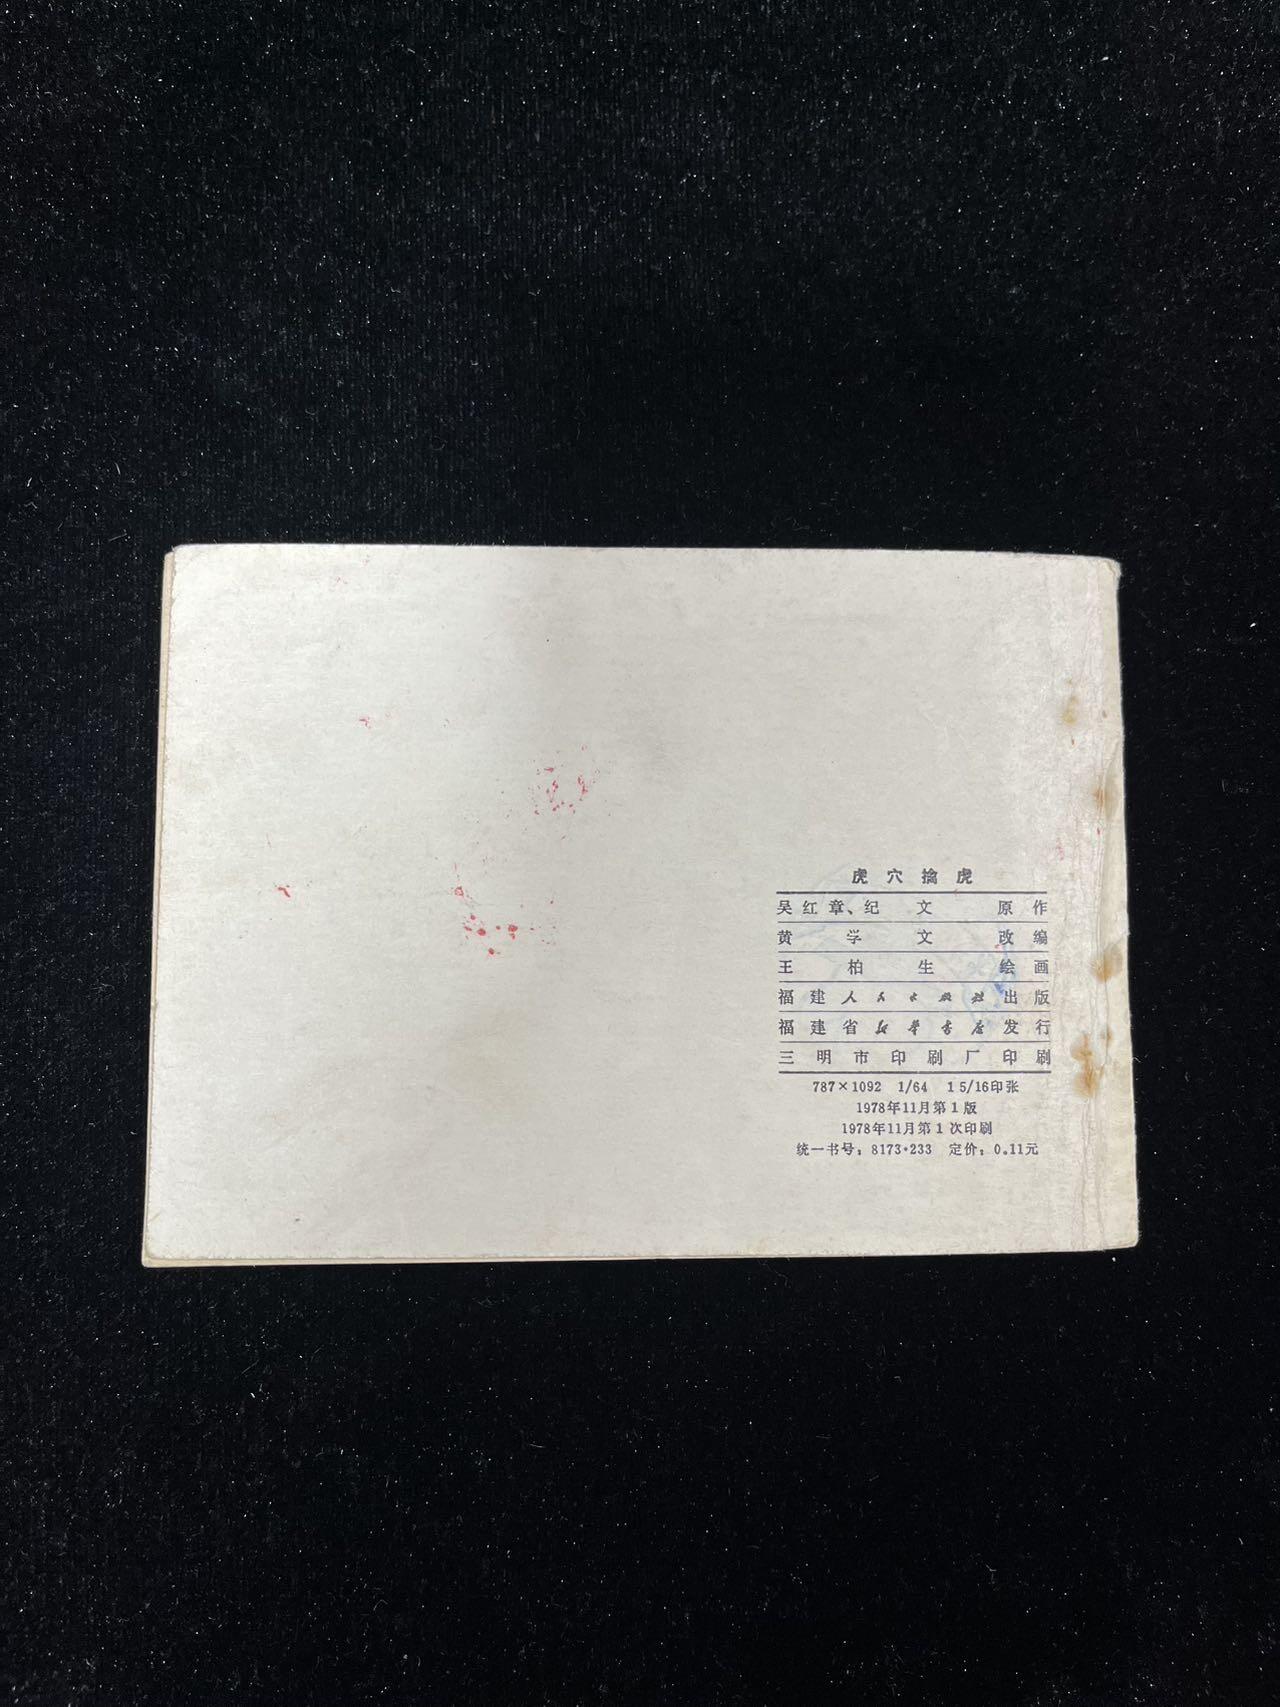 虎穴擒虎
吴红章、纪文 原作
黄学文 改编
王柏生 绘画
福建人民出版社出版
福建省新华书店发行
三明市印刷厂印刷
787×1092 1/64 1 5/16印张
1978年11月第1版
1978年11月第1次印刷
统一书号：8173·233 定价：0.11元